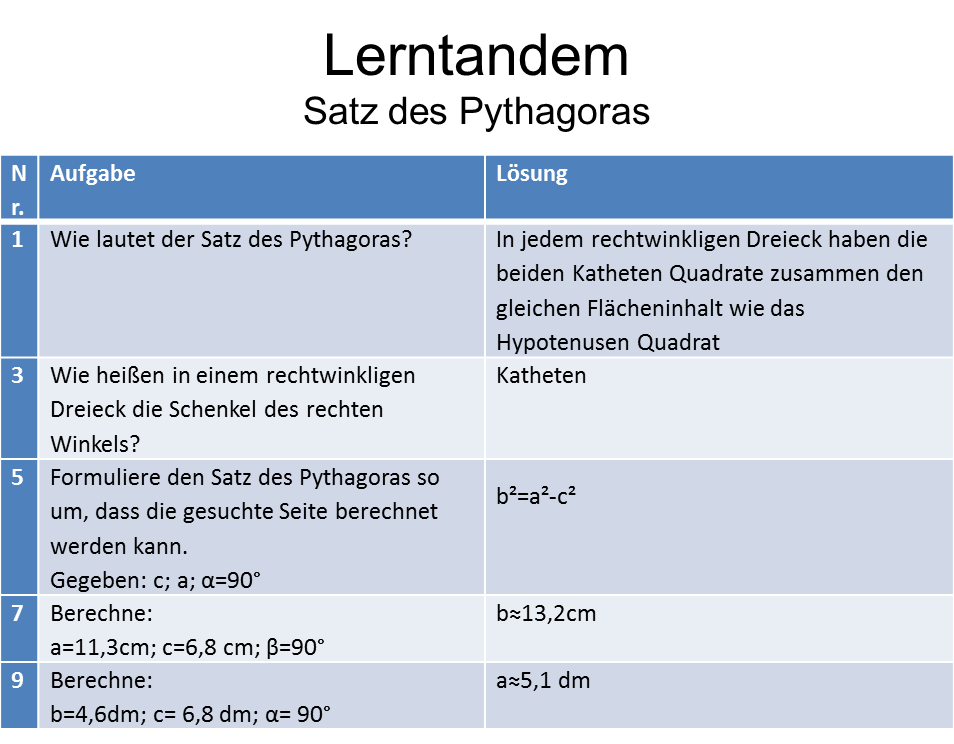 Lerntandem
Satz des Pythagoras
N
r.
Aufgabe
Lösung
1
Wie lautet der Satz des Pythagoras?
In jedem rechtwinkligen Dreieck haben die
beiden Katheten Quadrate zusammen den
gleichen Flächeninhalt wie das
Hypotenusen Quadrat
3
Wie heißen in einem rechtwinkligen
Dreieck die Schenkel des rechten
Winkels?
Katheten
5
Formuliere den Satz des Pythagoras so
um, dass die gesuchte Seite berechnet
werden kann.
Gegeben: c; a; α=90°
b²=a²-c²
7
Berechne:
a=11,3cm; c=6,8 cm; β=90°
b≈13,2cm
9
Berechne:
b=4,6dm; c= 6,8 dm; α= 90°
a≈5,1 dm